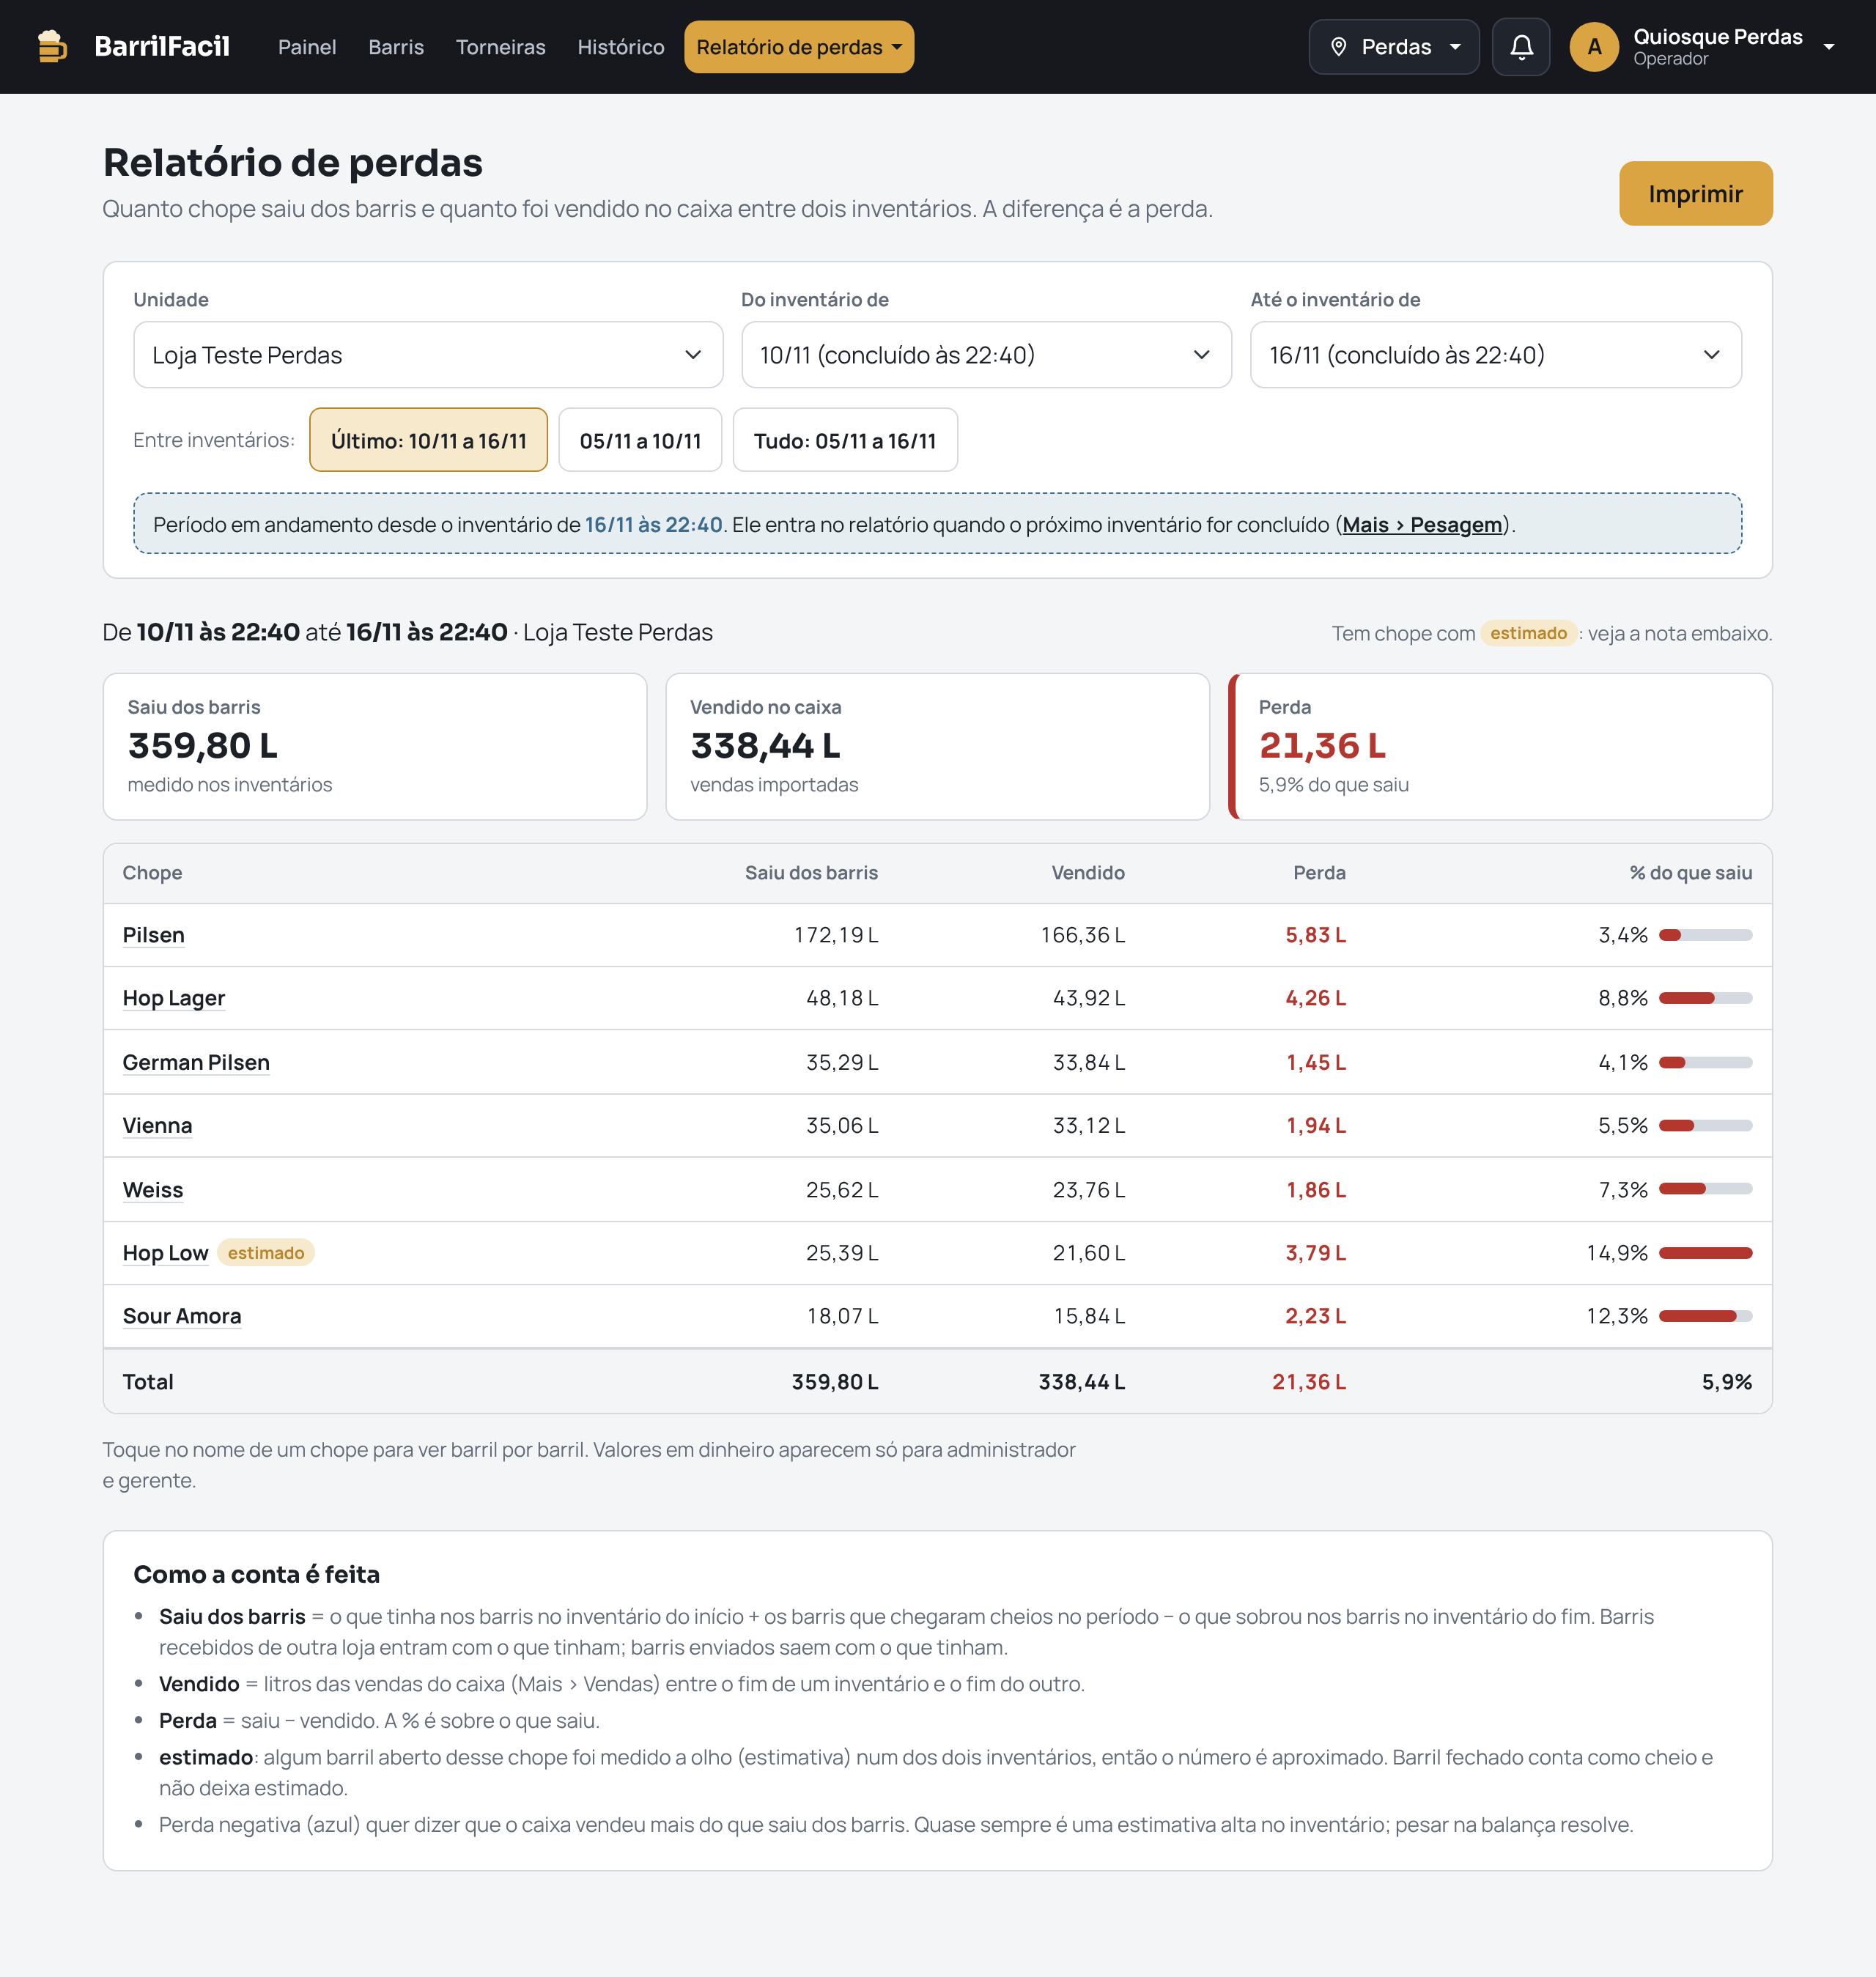 BarrilFacil
Painel
Barris
Torneiras
Histórico
Relatório de perdas
Perdas
A
Quiosque Perdas
Operador
Relatório de perdas
Quanto chope saiu dos barris e quanto foi vendido no caixa entre dois inventários. A diferença é a perda.
Imprimir
Unidade
Do inventário de
Até o inventário de
Loja Teste Perdas
10/11 (concluído às 22:40)
16/11 (concluído às 22:40)
Entre inventários:
Último: 10/11 a 16/11
05/11 a 10/11
Tudo: 05/11 a 16/11
Período em andamento desde o inventário de 16/11 às 22:40. Ele entra no relatório quando o próximo inventário for concluído (Mais > Pesagem).
De 10/11 às 22:40 até 16/11 às 22:40 · Loja Teste Perdas
Tem chope com estimado : veja a nota embaixo.
Saiu dos barris
359,80 L
medido nos inventários
Vendido no caixa
338,44 L
vendas importadas
Perda
21,36 L
5,9% do que saiu
Chope Saiu dos barris Vendido Perda % do que saiu
Pilsen 172,19 L 166,36 L 5,83 L 3,4%
Hop Lager 48,18 L 43,92 L 4,26 L 8,8%
German Pilsen 35,29 L 33,84 L 1,45 L 4,1%
Vienna 35,06 L 33,12 L 1,94 L 5,5%
Weiss 25,62 L 23,76 L 1,86 L 7,3%
Hop Low estimado 25,39 L 21,60 L 3,79 L 14,9%
Sour Amora 18,07 L 15,84 L 2,23 L 12,3%
Total 359,80 L 338,44 L 21,36 L 5,9%
Toque no nome de um chope para ver barril por barril. Valores em dinheiro aparecem só para administrador
e gerente.
Como a conta é feita
• Saiu dos barris = o que tinha nos barris no inventário do início + os barris que chegaram cheios no período − o que sobrou nos barris no inventário do fim. Barris
recebidos de outra loja entram com o que tinham; barris enviados saem com o que tinham.
• Vendido = litros das vendas do caixa (Mais > Vendas) entre o fim de um inventário e o fim do outro.
• Perda = saiu − vendido. A % é sobre o que saiu.
• estimado: algum barril aberto desse chope foi medido a olho (estimativa) num dos dois inventários, então o número é aproximado. Barril fechado conta como cheio e
não deixa estimado.
• Perda negativa (azul) quer dizer que o caixa vendeu mais do que saiu dos barris. Quase sempre é uma estimativa alta no inventário; pesar na balança resolve.